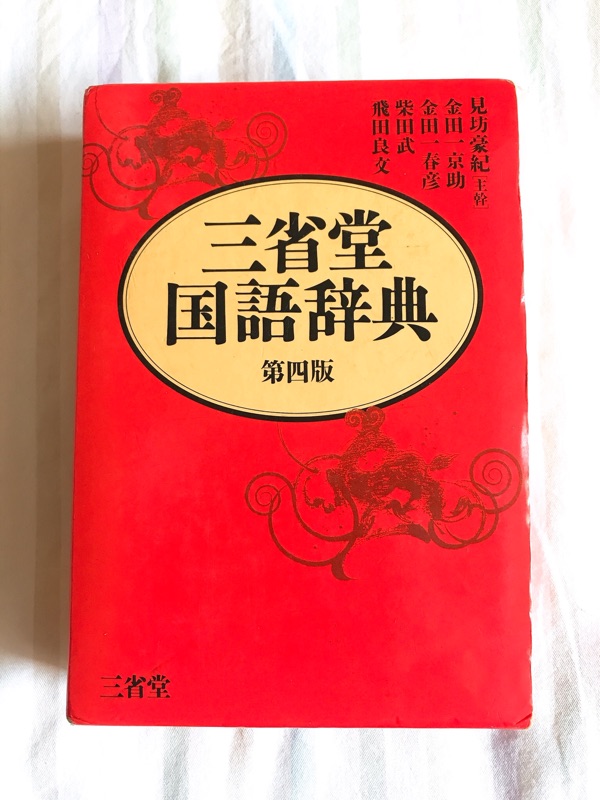 見坊豪紀[主幹]
金田一京助
金田一春彦
柴田武
飛田良文
三省堂
国語辞典
第四版
三省堂